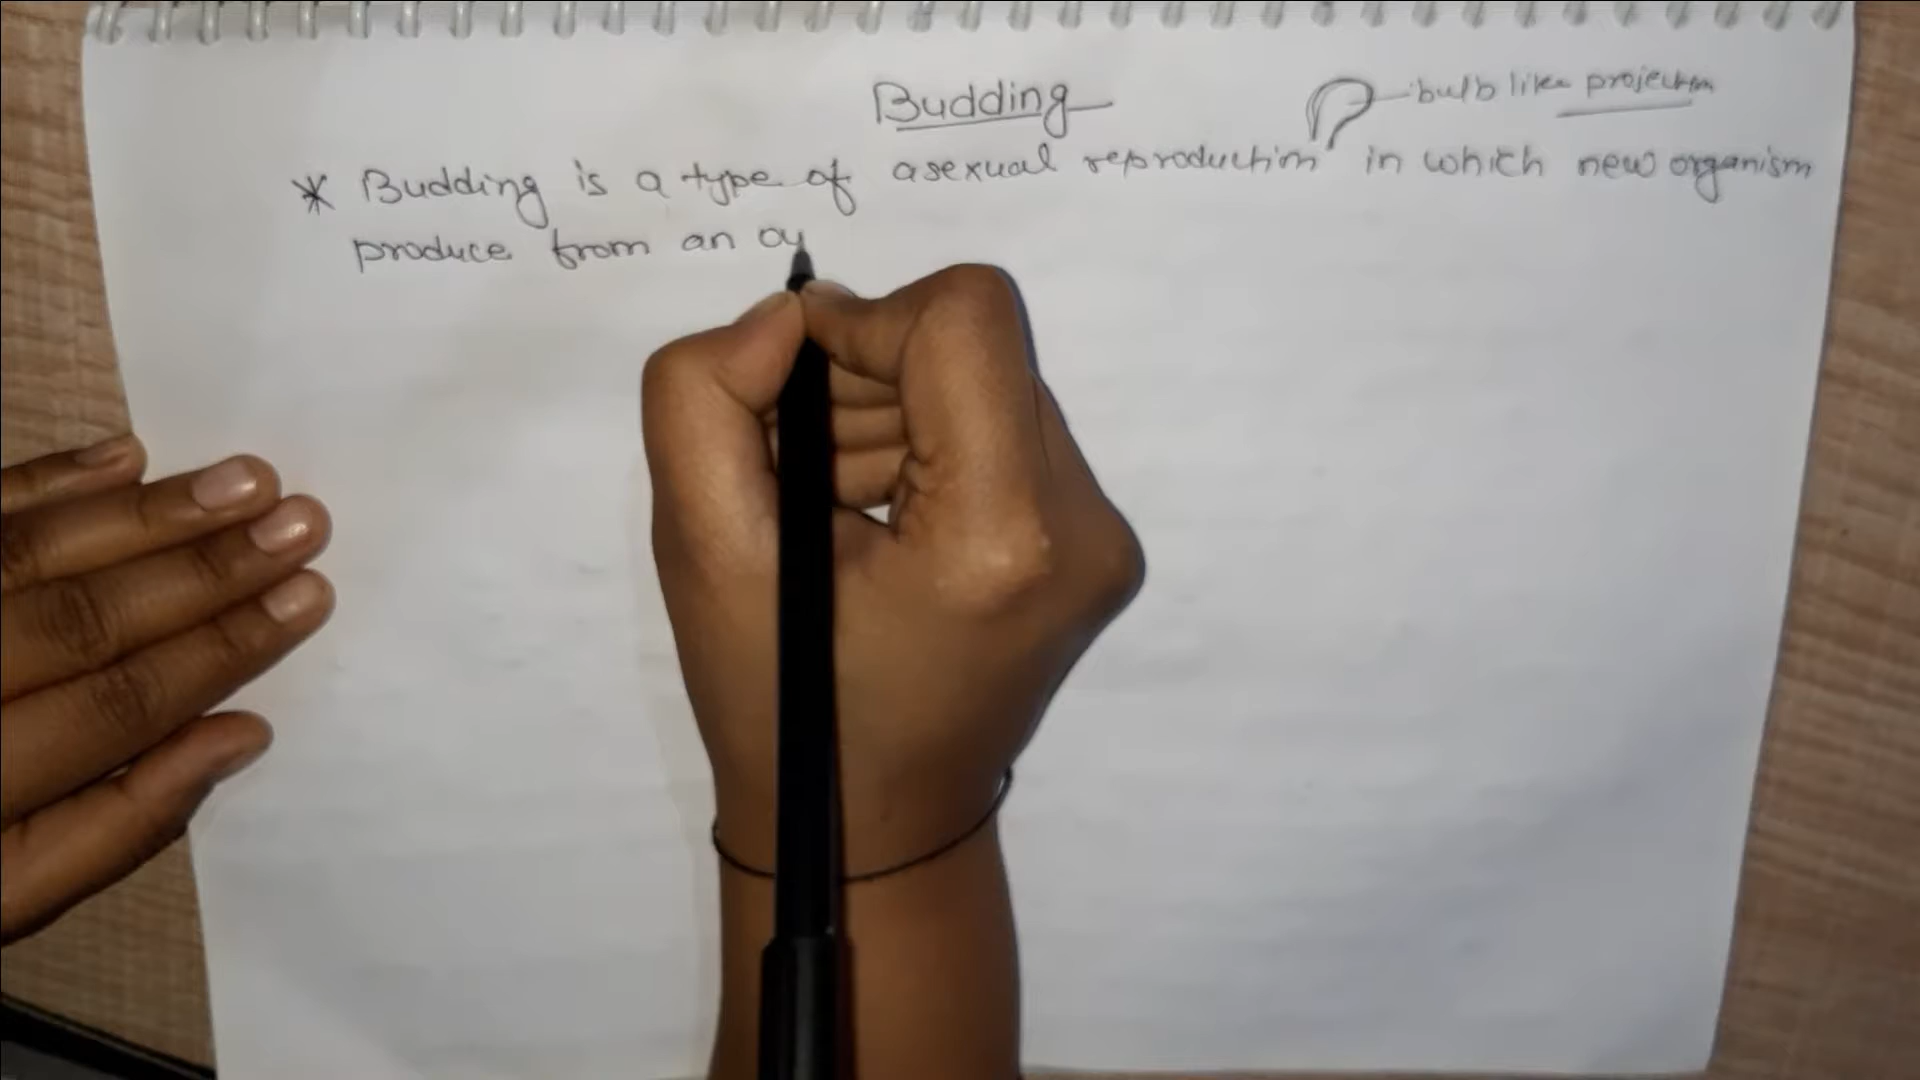 Budding
bulb like projection
* Budding is a type of asexual reproduction in which new organism
produce from an